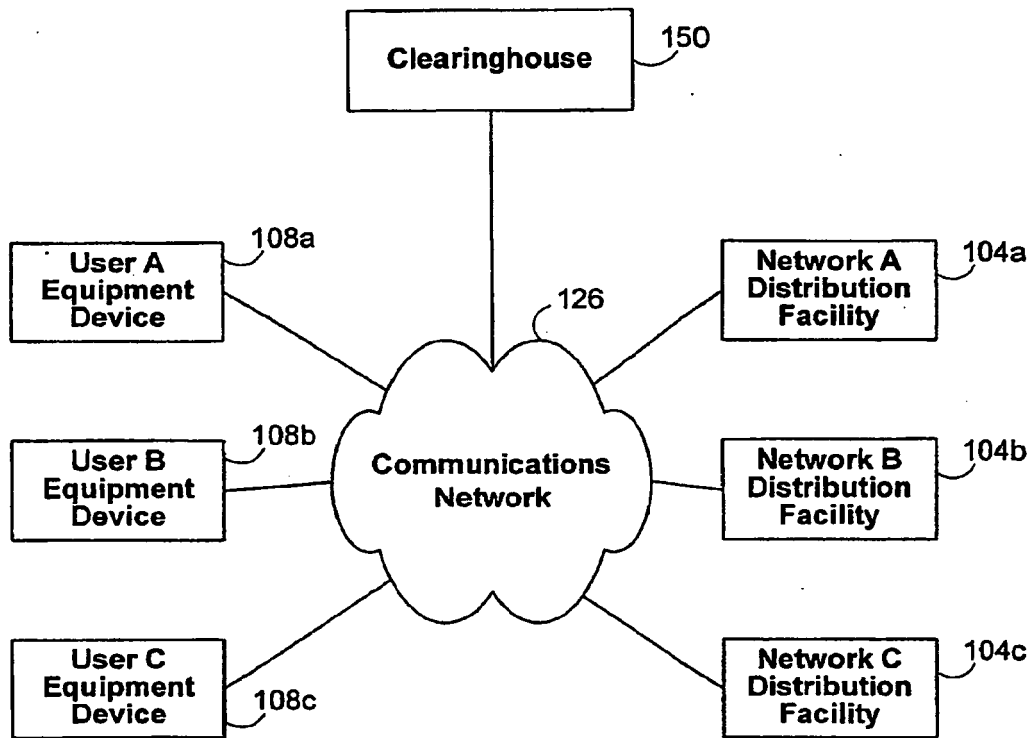 Clearinghouse
150
User A
Equipment
Device
108a
Network A
Distribution
Facility
104a
126
Communications
Network
User B
Equipment
Device
108b
Network B
Distribution
Facility
104b
User C
Equipment
Device
108c
Network C
Distribution
Facility
104c